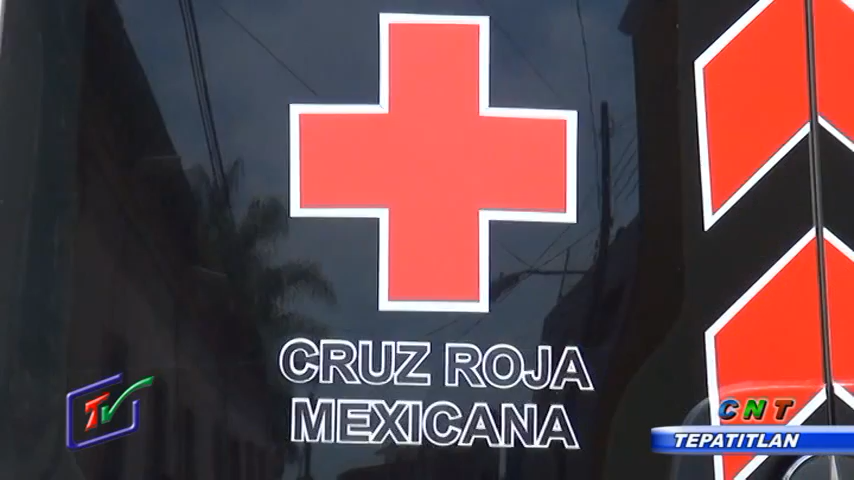 CRUZ ROJA
MEXICANA
TV
CNT
TEPATITLAN